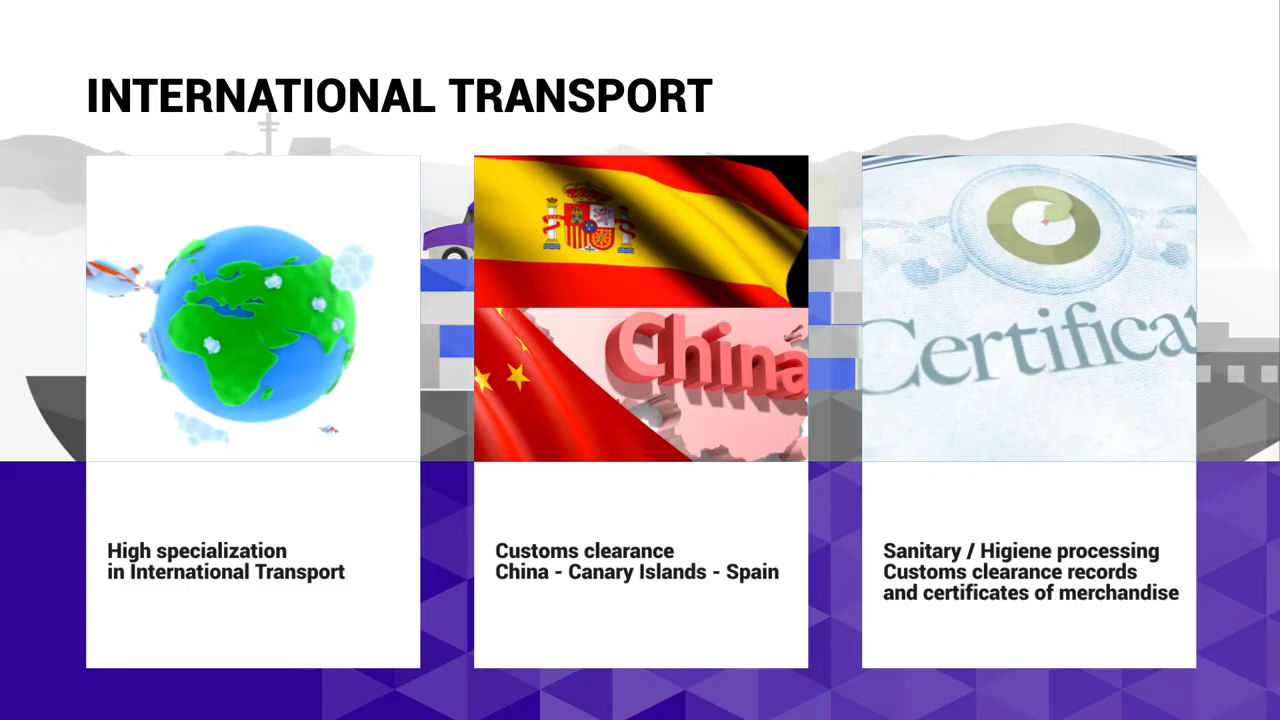 INTERNATIONAL TRANSPORT
China
Certifica
High specialization
in International Transport
Customs clearance
China - Canary Islands - Spain
Sanitary / Higiene processing
Customs clearance records
and certificates of merchandise